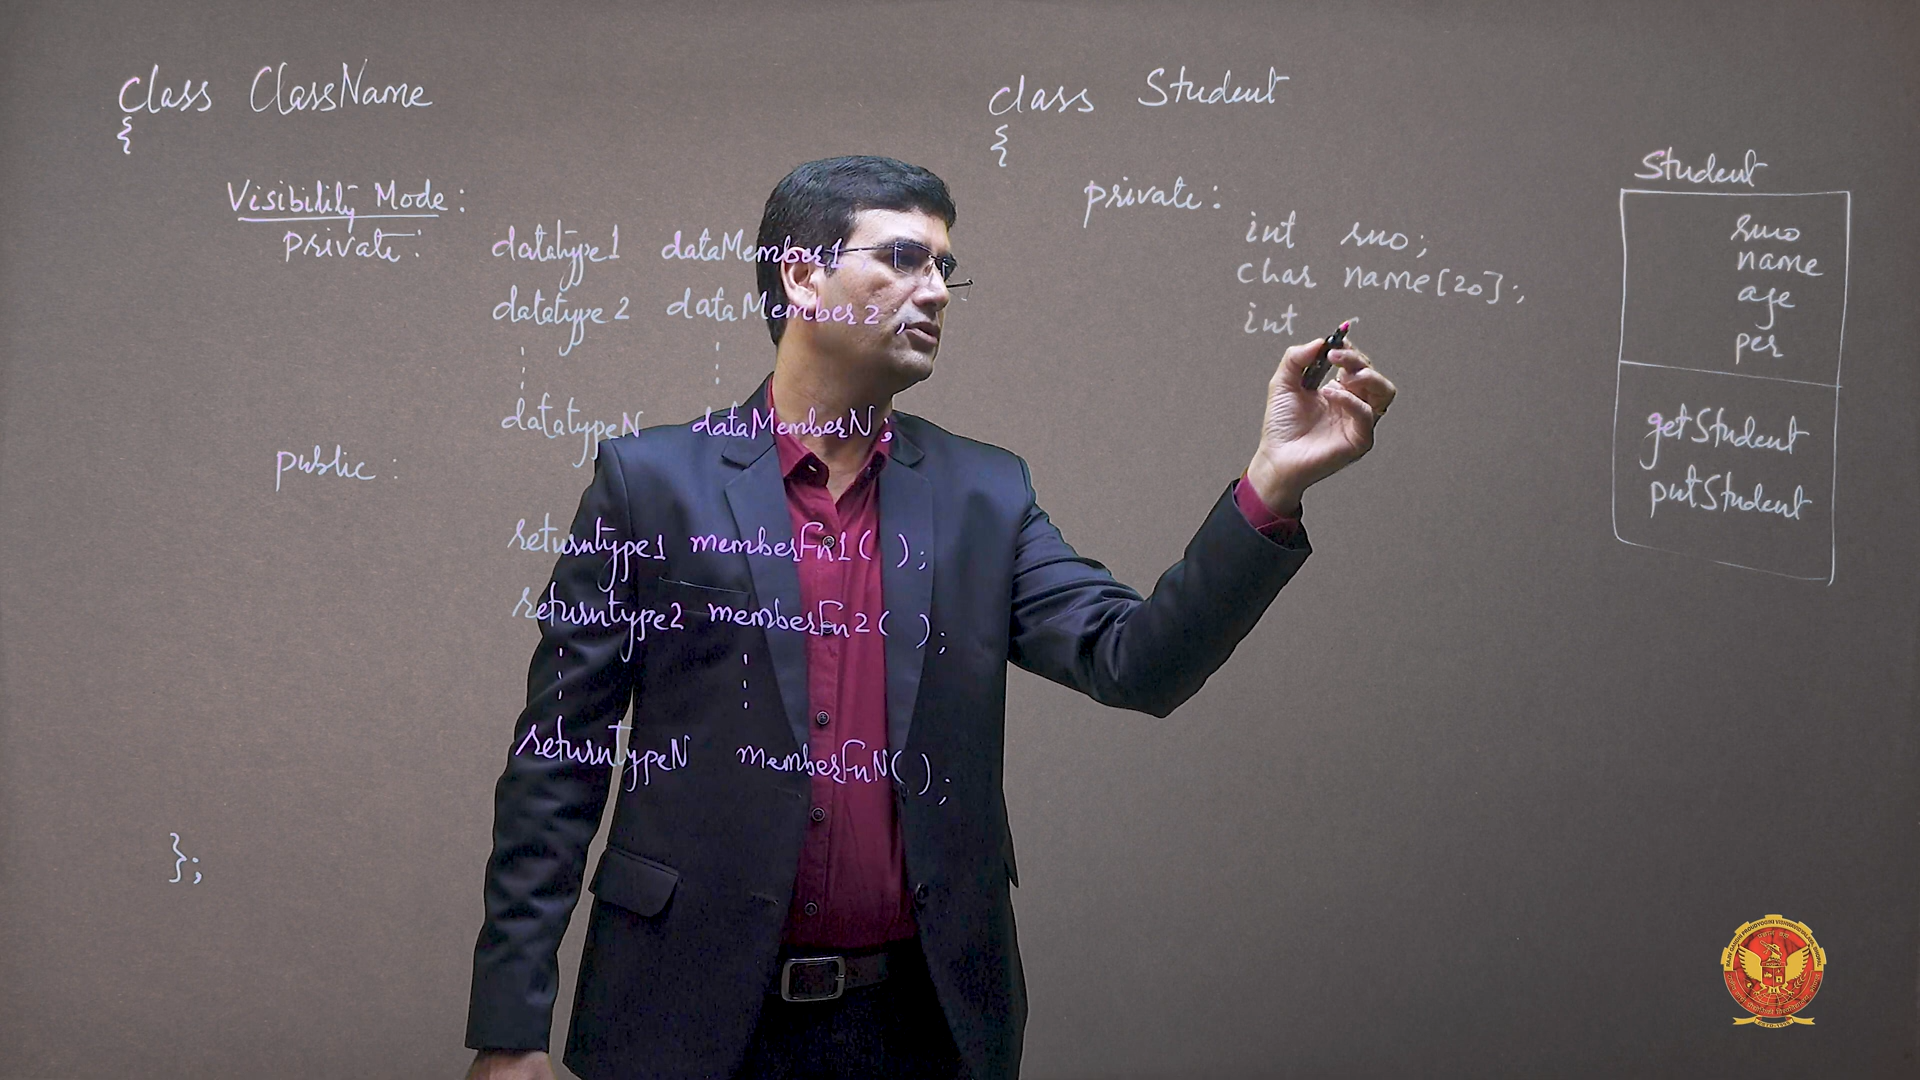 Class ClassName
{
Visibility Mode :
private :
datatype1 dataMember1 ;
datatype2 dataMember2 ;
datatypeN dataMemberN ;
public :
returntype1 memberFn1( );
returntype2 memberFn2( );
returntypeN memberFnN( );
};
class Student
{
private :
int rno;
char name[20];
int
Student
rno
name
age
per
getStudent
putStudent